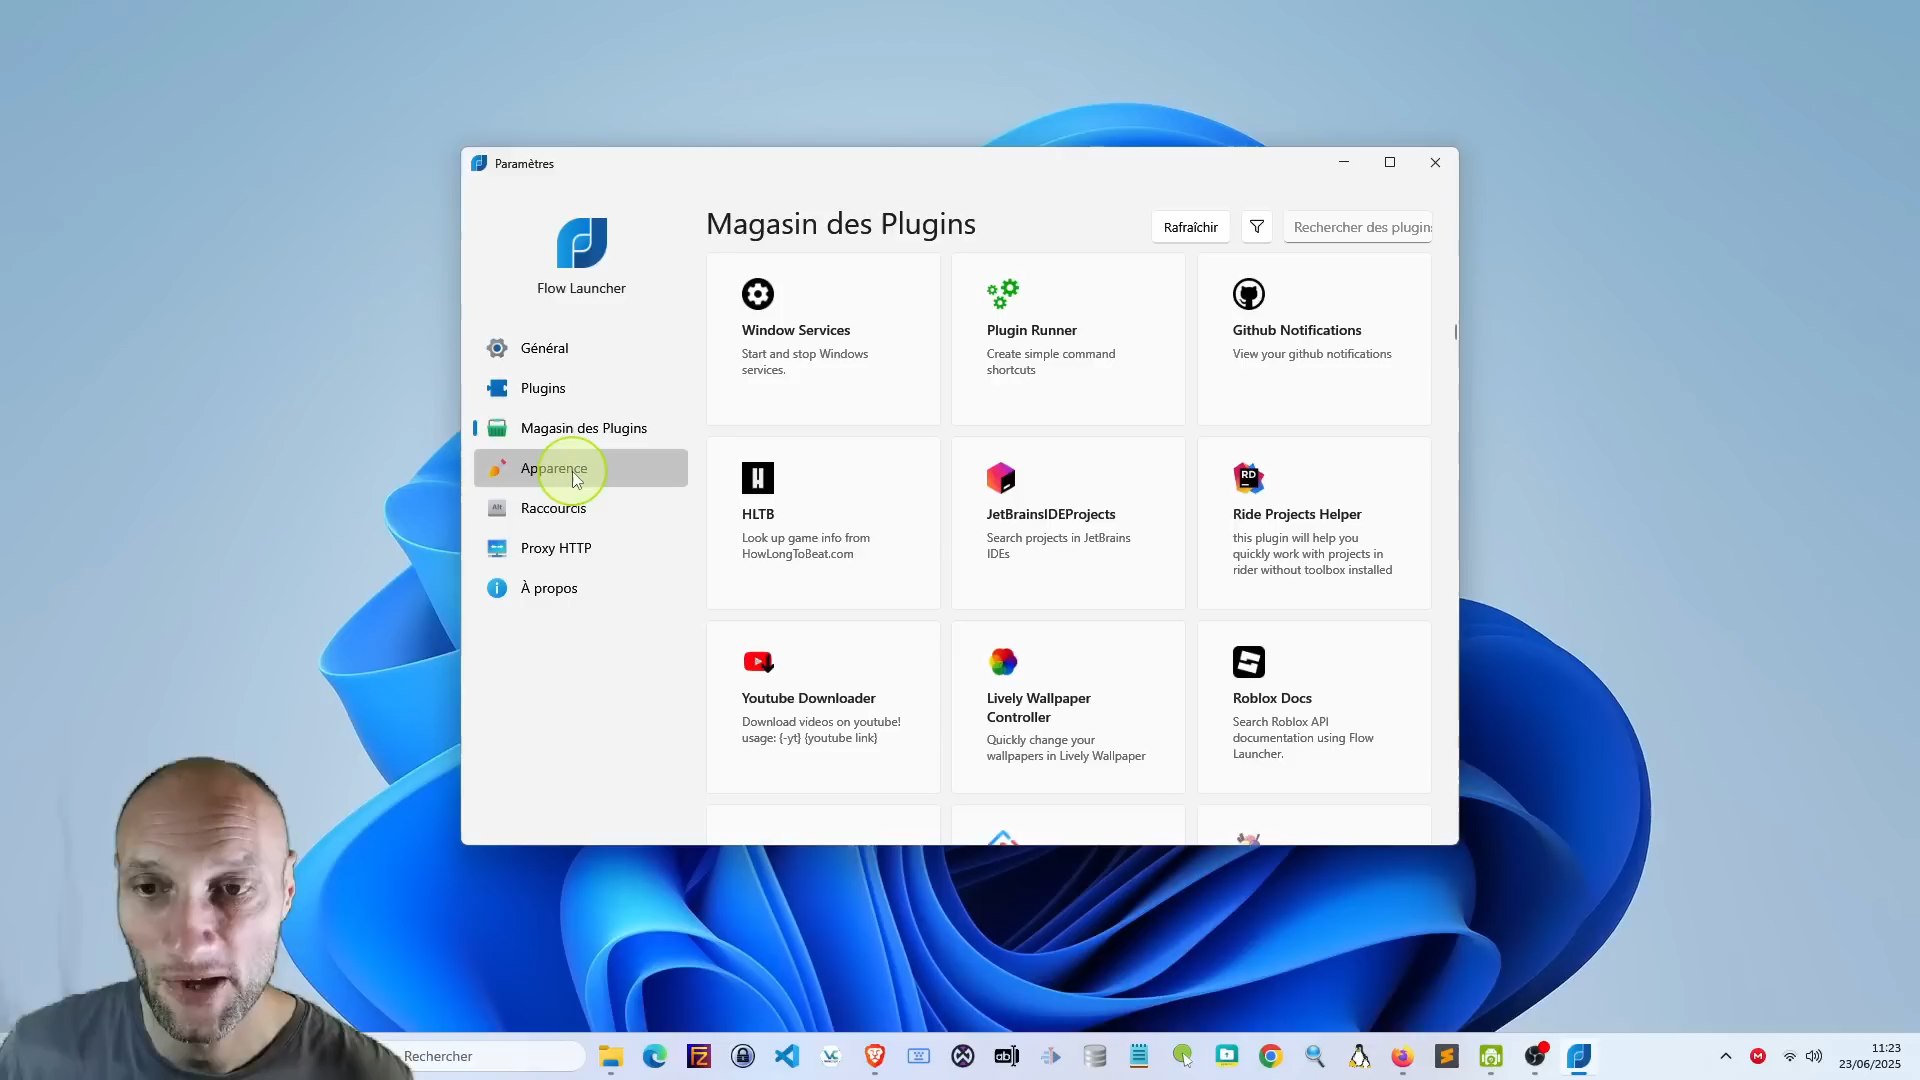 Paramètres
Flow Launcher
Général
Plugins
Magasin des Plugins
Apparence
Raccourcis
Alt
Proxy HTTP
À propos
Magasin des Plugins
Rafraîchir
Rechercher des plugins
Window Services
Start and stop Windows
services.
Plugin Runner
Create simple command
shortcuts
Github Notifications
View your github notifications
HLTB
Look up game info from
HowLongToBeat.com
JetBrainsIDEProjects
Search projects in JetBrains
IDEs
RD
Ride Projects Helper
this plugin will help you
quickly work with projects in
rider without toolbox installed
Youtube Downloader
Download videos on youtube!
usage: {-yt} {youtube link}
Lively Wallpaper
Controller
Quickly change your
wallpapers in Lively Wallpaper
Roblox Docs
Search Roblox API
documentation using Flow
Launcher.
Rechercher
11:23
23/06/2025